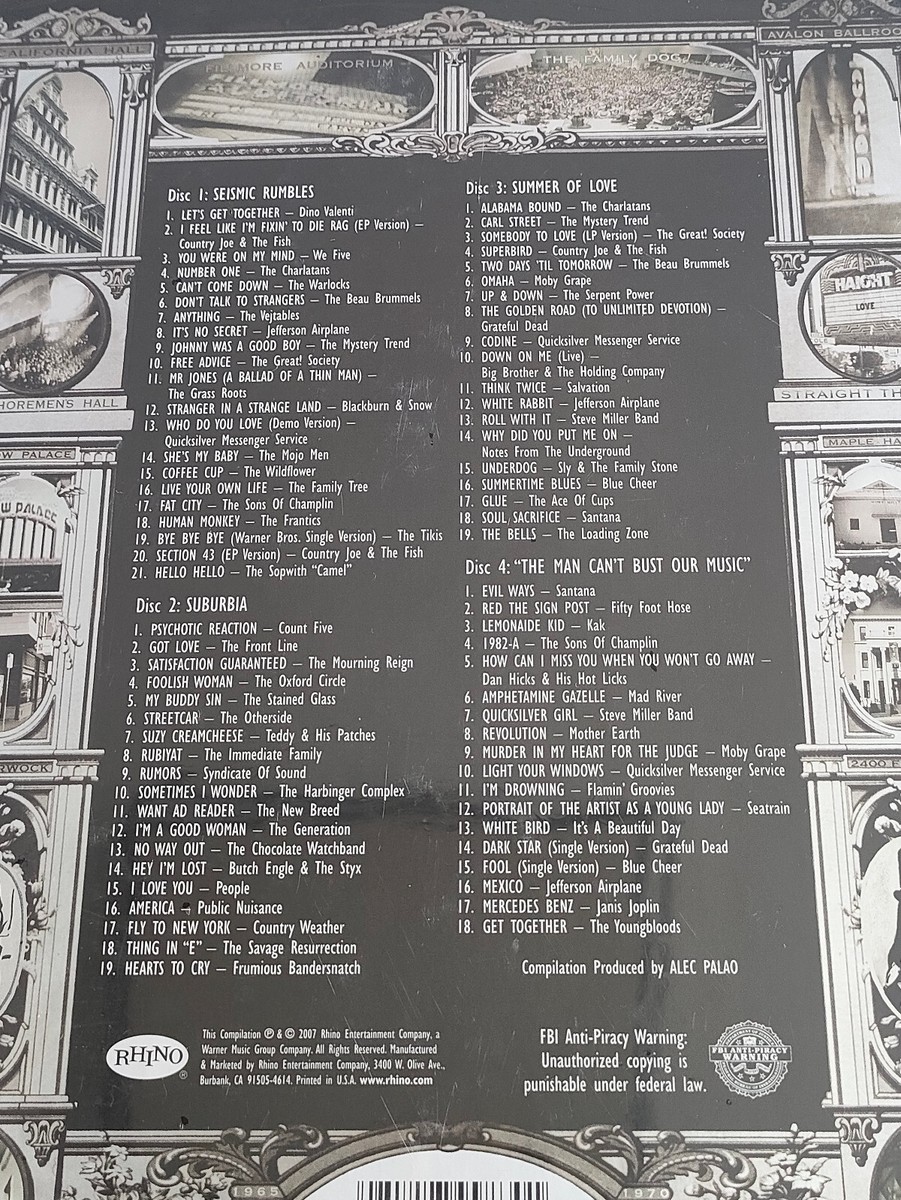 CALIFORNIA HALL
FILLMORE AUDITORIUM
THE FAMILY DOG
AVALON BALLROO
Disc 1: SEISMIC RUMBLES
1. LET'S GET TOGETHER – Dino Valenti
2. I FEEL LIKE I'M FIXIN' TO DIE RAG (EP Version) –
Country Joe & The Fish
3. YOU WERE ON MY MIND – We Five
4. NUMBER ONE – The Charlatans
5. CAN'T COME DOWN – The Warlocks
6. DON'T TALK TO STRANGERS – The Beau Brummels
7. ANYTHING – The Vejtables
8. IT'S NO SECRET – Jefferson Airplane
9. JOHNNY WAS A GOOD BOY – The Mystery Trend
10. FREE ADVICE – The Great! Society
11. MR JONES (A BALLAD OF A THIN MAN) –
The Grass Roots
12. STRANGER IN A STRANGE LAND – Blackburn & Snow
13. WHO DO YOU LOVE (Demo Version) –
Quicksilver Messenger Service
14. SHE'S MY BABY – The Mojo Men
15. COFFEE CUP – The Wildflower
16. LIVE YOUR OWN LIFE – The Family Tree
17. FAT CITY – The Sons Of Champlin
18. HUMAN MONKEY – The Frantics
19. BYE BYE BYE (Warner Bros. Single Version) – The Tikis
20. SECTION 43 (EP Version) – Country Joe & The Fish
21. HELLO HELLO – The Sopwith "Camel"
Disc 2: SUBURBIA
1. PSYCHOTIC REACTION – Count Five
2. GOT LOVE – The Front Line
3. SATISFACTION GUARANTEED – The Mourning Reign
4. FOOLISH WOMAN – The Oxford Circle
5. MY BUDDY SIN – The Stained Glass
6. STREETCAR – The Otherside
7. SUZY CREAMCHEESE – Teddy & His Patches
8. RUBIYAT – The Immediate Family
9. RUMORS – Syndicate Of Sound
10. SOMETIMES I WONDER – The Harbinger Complex
11. WANT AD READER – The New Breed
12. I'M A GOOD WOMAN – The Generation
13. NO WAY OUT – The Chocolate Watchband
14. HEY I'M LOST – Butch Engle & The Styx
15. I LOVE YOU – People
16. AMERICA – Public Nuisance
17. FLY TO NEW YORK – Country Weather
18. THING IN "E" – The Savage Resurrection
19. HEARTS TO CRY – Frumious Bandersnatch
Disc 3: SUMMER OF LOVE
1. ALABAMA BOUND – The Charlatans
2. CARL STREET – The Mystery Trend
3. SOMEBODY TO LOVE (LP Version) – The Great! Society
4. SUPERBIRD – Country Joe & The Fish
5. TWO DAYS 'TIL TOMORROW – The Beau Brummels
6. OMAHA – Moby Grape
7. UP & DOWN – The Serpent Power
8. THE GOLDEN ROAD (TO UNLIMITED DEVOTION) –
Grateful Dead
9. CODINE – Quicksilver Messenger Service
10. DOWN ON ME (Live) –
Big Brother & The Holding Company
11. THINK TWICE – Salvation
12. WHITE RABBIT – Jefferson Airplane
13. ROLL WITH IT – Steve Miller Band
14. WHY DID YOU PUT ME ON –
Notes From The Underground
15. UNDERDOG – Sly & The Family Stone
16. SUMMERTIME BLUES – Blue Cheer
17. GLUE – The Ace Of Cups
18. SOUL SACRIFICE – Santana
19. THE BELLS – The Loading Zone
Disc 4: "THE MAN CAN'T BUST OUR MUSIC"
1. EVIL WAYS – Santana
2. RED THE SIGN POST – Fifty Foot Hose
3. LEMONAIDE KID – Kak
4. 1982-A – The Sons Of Champlin
5. HOW CAN I MISS YOU WHEN YOU WON'T GO AWAY –
Dan Hicks & His Hot Licks
6. AMPHETAMINE GAZELLE – Mad River
7. QUICKSILVER GIRL – Steve Miller Band
8. REVOLUTION – Mother Earth
9. MURDER IN MY HEART FOR THE JUDGE – Moby Grape
10. LIGHT YOUR WINDOWS – Quicksilver Messenger Service
11. I'M DROWNING – Flamin' Groovies
12. PORTRAIT OF THE ARTIST AS A YOUNG LADY – Seatrain
13. WHITE BIRD – It's A Beautiful Day
14. DARK STAR (Single Version) – Grateful Dead
15. FOOL (Single Version) – Blue Cheer
16. MEXICO – Jefferson Airplane
17. MERCEDES BENZ – Janis Joplin
18. GET TOGETHER – The Youngbloods
Compilation Produced by ALEC PALAO
HOREMEN'S HALL
W PALACE
W PALACE
RWOCK
HAIGHT
LOVE
STRAIGHT TH
MAPLE HA
2400 F
RHINO®
This Compilation ℗ & © 2007 Rhino Entertainment Company, a
Warner Music Group Company. All Rights Reserved. Manufactured
& Marketed by Rhino Entertainment Company, 3400 W. Olive Ave.,
Burbank, CA 91505-4614. Printed in U.S.A. www.rhino.com
FBI Anti-Piracy Warning:
Unauthorized copying is
punishable under federal law.
FBI ANTI-PIRACY
WARNING
1965
1970